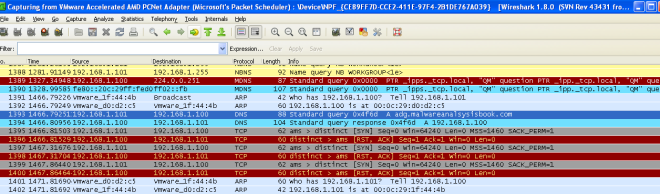 Capturing from VMware Accelerated AMD PCNet Adapter (Microsoft's Packet Scheduler) : \Device\NPF_{CE89FF7D-CCE2-411E-97F4-2B1DE767A039} [Wireshark 1.8.0 (SVN Rev 43431 from
File Edit View Go Capture Analyze Statistics Telephony Tools Internals Help
Filter: Expression... Clear Apply Save
o. Time Source Destination Protocol Length Info
1388 1281.91149 192.168.1.101 192.168.1.255 NBNS 92 Name query NB WORKGROUP<1e>
1389 1327.34948 192.168.1.101 224.0.0.251 MDNS 87 Standard query 0x0000 PTR _ipps._tcp.local, "QM" question PTR _ipp._tcp.local, "QM" quest
1390 1328.99585 fe80::20c:29ff:fed0 ff02::fb MDNS 107 Standard query 0x0000 PTR _ipps._tcp.local, "QM" question PTR _ipp._tcp.local, "QM" quest
1391 1466.79226 Vmware_1f:44:4b Broadcast ARP 42 Who has 192.168.1.101? Tell 192.168.1.100
1392 1466.79249 Vmware_d0:d2:c5 Vmware_1f:44:4b ARP 60 192.168.1.101 is at 00:0c:29:d0:d2:c5
1393 1466.79251 192.168.1.100 192.168.1.101 DNS 88 Standard query 0x4f6d A adg.malwareanalysisbook.com
1394 1466.80956 192.168.1.101 192.168.1.100 DNS 104 Standard query response 0x4f6d A 192.168.1.100
1395 1466.81503 192.168.1.100 192.168.1.101 TCP 62 ams > distinct [SYN] Seq=0 Win=64240 Len=0 MSS=1460 SACK_PERM=1
1396 1466.81529 192.168.1.101 192.168.1.100 TCP 60 distinct > ams [RST, ACK] Seq=1 Ack=1 Win=0 Len=0
1397 1467.31676 192.168.1.100 192.168.1.101 TCP 62 ams > distinct [SYN] Seq=0 Win=64240 Len=0 MSS=1460 SACK_PERM=1
1398 1467.31704 192.168.1.101 192.168.1.100 TCP 60 distinct > ams [RST, ACK] Seq=1 Ack=1 Win=0 Len=0
1399 1467.86440 192.168.1.100 192.168.1.101 TCP 62 ams > distinct [SYN] Seq=0 Win=64240 Len=0 MSS=1460 SACK_PERM=1
1400 1467.86664 192.168.1.101 192.168.1.100 TCP 60 distinct > ams [RST, ACK] Seq=1 Ack=1 Win=0 Len=0
1401 1471.81690 Vmware_d0:d2:c5 Vmware_1f:44:4b ARP 60 Who has 192.168.1.100? Tell 192.168.1.101
1402 1471.81692 Vmware_1f:44:4b Vmware_d0:d2:c5 ARP 42 192.168.1.100 is at 00:0c:29:1f:44:4b